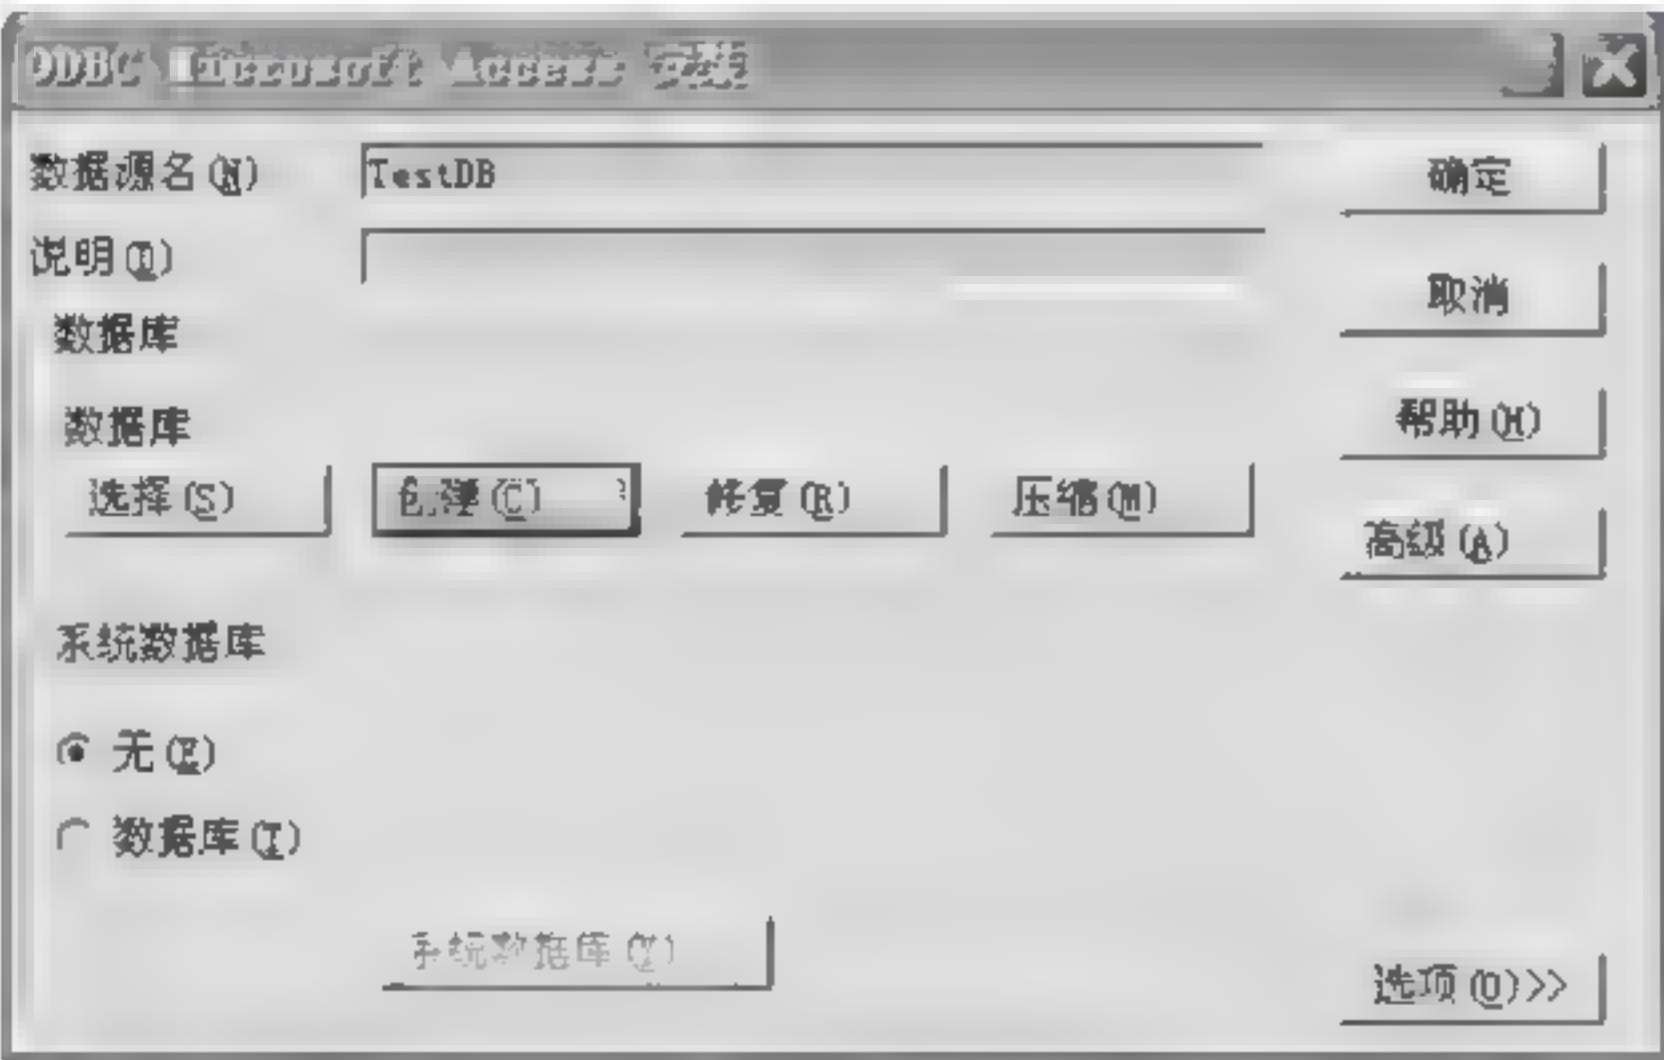 ODBC Microsoft Access 安装
数据源名(N) TestDB 确定
说明(D) 取消
数据库
数据库 帮助(H)
选择(S) 创建(C) 修复(R) 压缩(M)
高级(A)
系统数据库
无(E)
数据库(T)
系统数据库(Y)
选项(O)>>